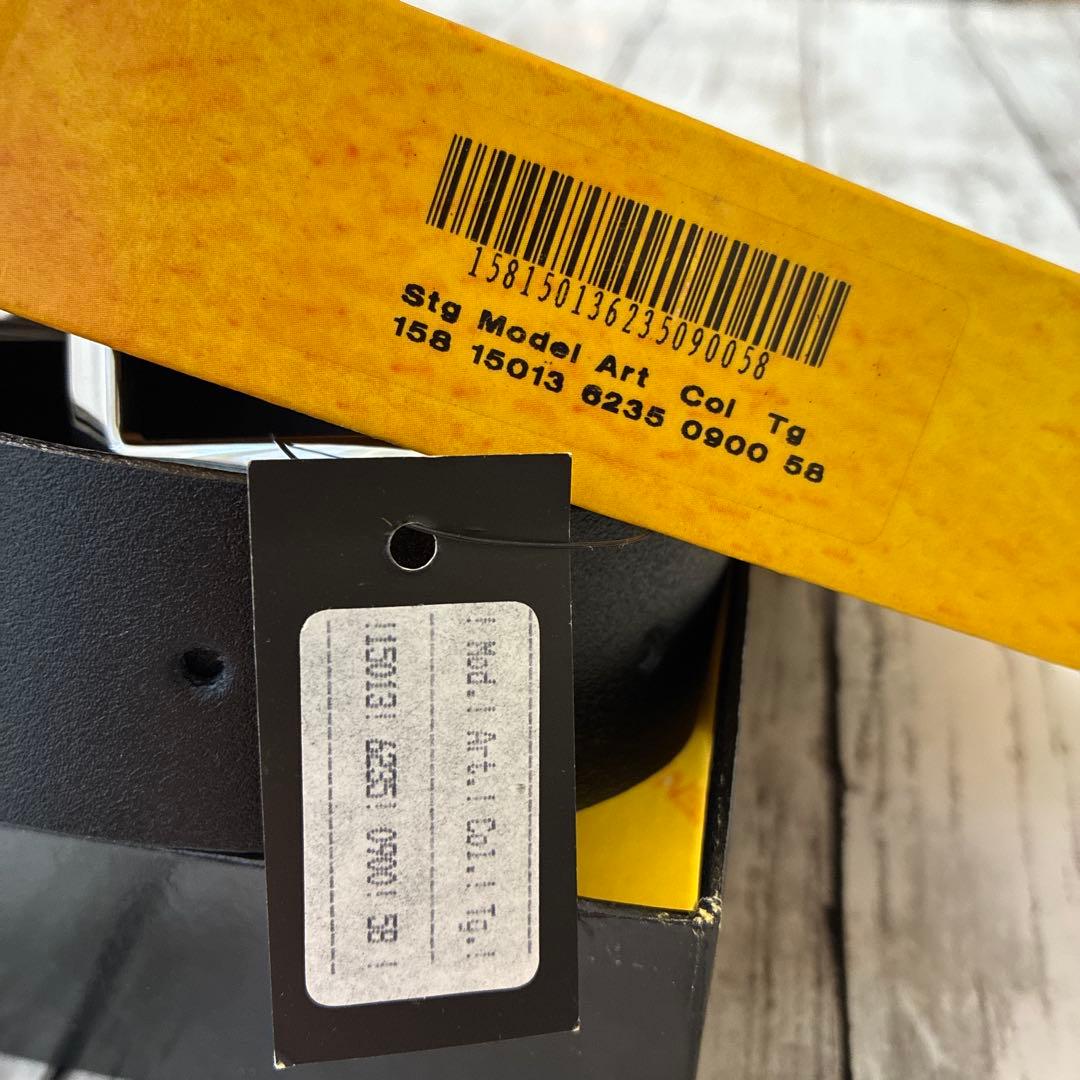 158150136235090058
Stg Model Art Col Tg
158 15013 6235 0900 58
! Mod.! Art.! Col.! Tg.!
!15013! 6235! 0900! 58 !